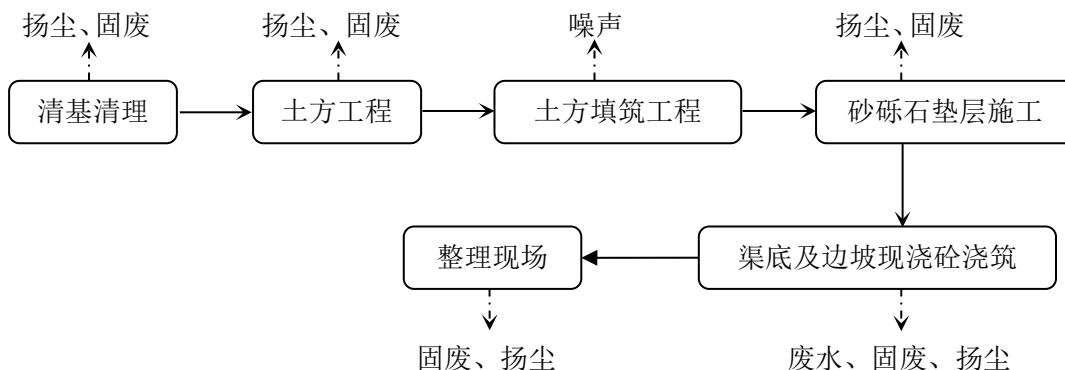 扬尘、固废
扬尘、固废
噪声
扬尘、固废
清基清理
土方工程
土方填筑工程
砂砾石垫层施工
整理现场
渠底及边坡现浇砼浇筑
固废、扬尘
废水、固废、扬尘